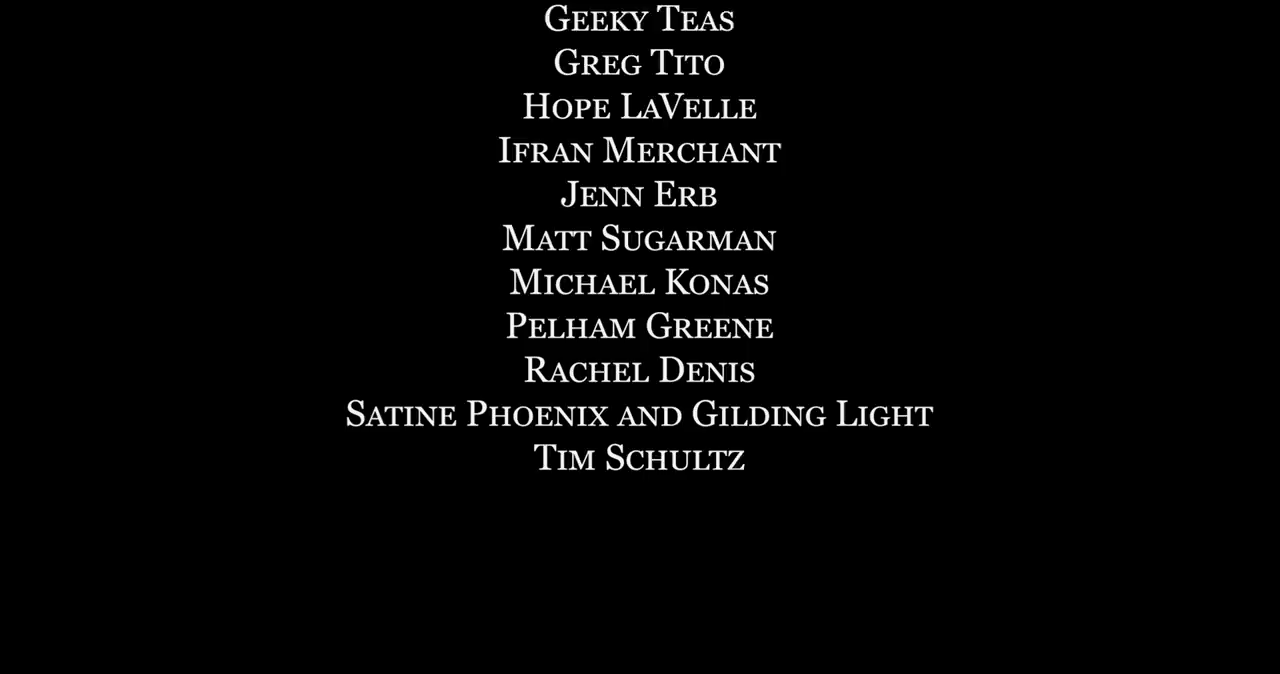 Geeky Teas
Greg Tito
Hope LaVelle
Ifran Merchant
Jenn Erb
Matt Sugarman
Michael Konas
Pelham Greene
Rachel Denis
Satine Phoenix and Gilding Light
Tim Schultz